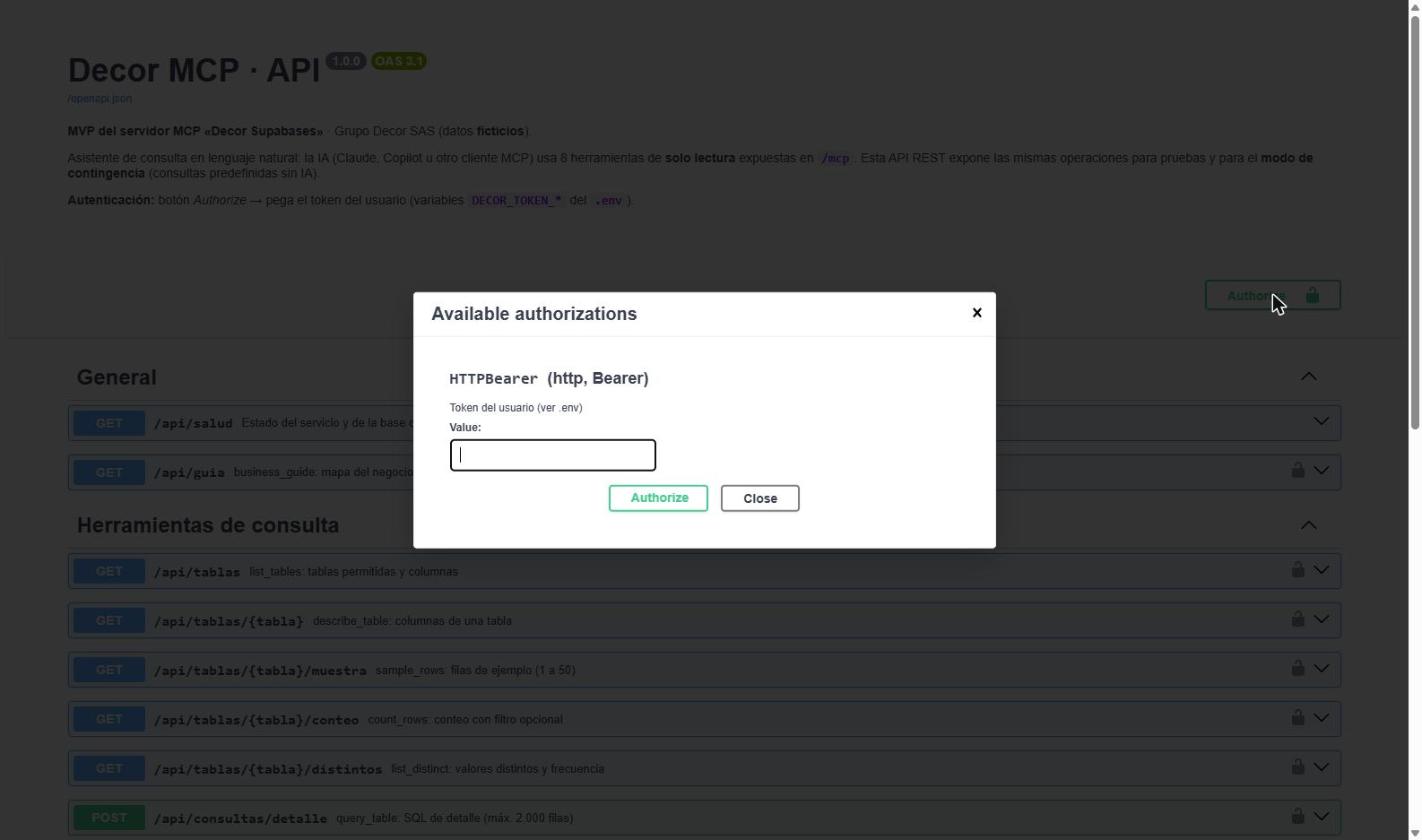 Decor MCP · API 1.0.0 OAS 3.1
/openapi.json
MVP del servidor MCP «Decor Supabases» · Grupo Decor SAS (datos ficticios).
Asistente de consulta en lenguaje natural: la IA (Claude, Copilot u otro cliente MCP) usa 8 herramientas de solo lectura expuestas en /mcp . Esta API REST expone las mismas operaciones para pruebas y para el modo de
contingencia (consultas predefinidas sin IA).
Autenticación: botón Authorize → pega el token del usuario (variables DECOR_TOKEN_* del .env ).
Authorize
Available authorizations
×
HTTPBearer (http, Bearer)
Token del usuario (ver .env)
Value:
Authorize Close
General
GET /api/salud Estado del servicio y de la base
GET /api/guia business_guide: mapa del negocio
Herramientas de consulta
GET /api/tablas list_tables: tablas permitidas y columnas
GET /api/tablas/{tabla} describe_table: columnas de una tabla
GET /api/tablas/{tabla}/muestra sample_rows: filas de ejemplo (1 a 50)
GET /api/tablas/{tabla}/conteo count_rows: conteo con filtro opcional
GET /api/tablas/{tabla}/distintos list_distinct: valores distintos y frecuencia
POST /api/consultas/detalle query_table: SQL de detalle (máx. 2.000 filas)